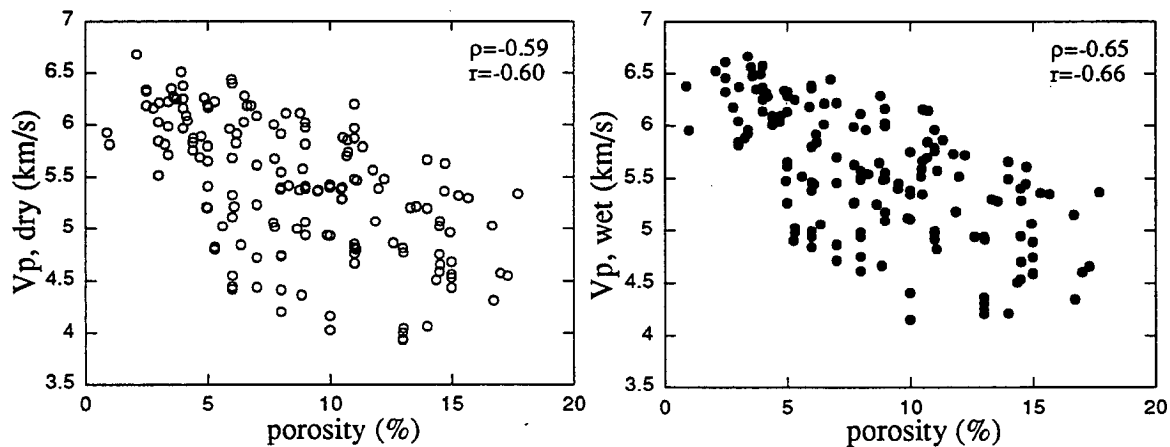 7
6.5
6
5.5
5
4.5
4
3.5
Vp, dry (km/s)
ρ=-0.59
r=-0.60
0 5 10 15 20
porosity (%)
7
6.5
6
5.5
5
4.5
4
3.5
Vp, wet (km/s)
ρ=-0.65
r=-0.66
0 5 10 15 20
porosity (%)